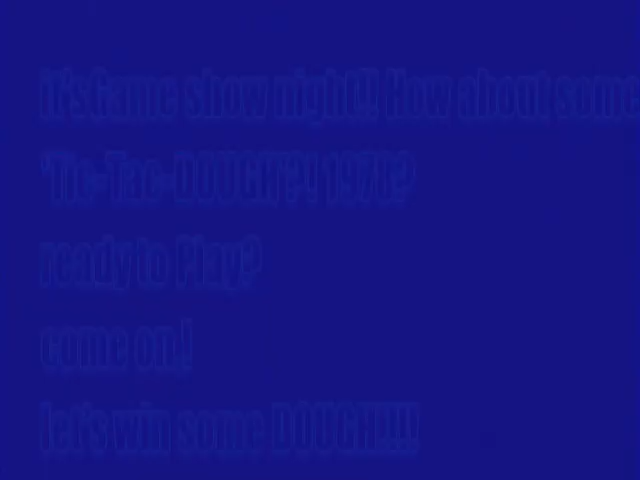 it's Game show night!! How about some
'Tic-Tac-DOUGH'?! 1978?
ready to Play?
come on!
let's win some DOUGH!!!!